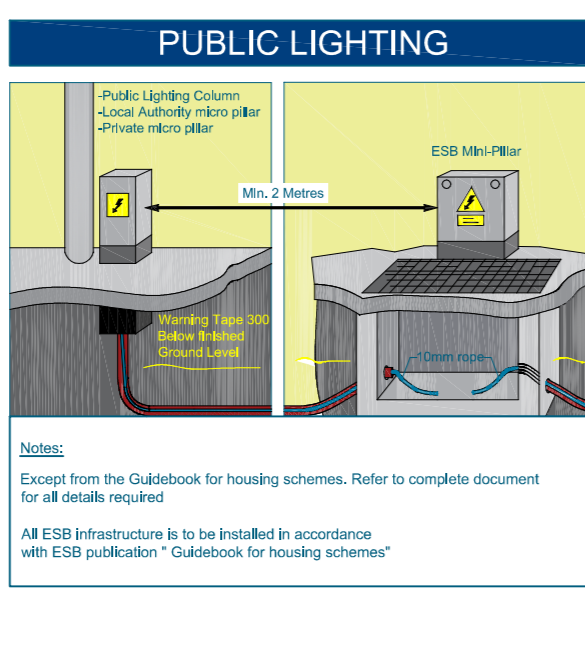 PUBLIC LIGHTING
-Public Lighting Column
-Local Authority micro pillar
-Private micro pillar
ESB Mini-Pillar
Min. 2 Metres
Warning Tape 300
Below finished
Ground Level
10mm rope
Notes:
Except from the Guidebook for housing schemes. Refer to complete document
for all details required
All ESB infrastructure is to be installed in accordance
with ESB publication " Guidebook for housing schemes"